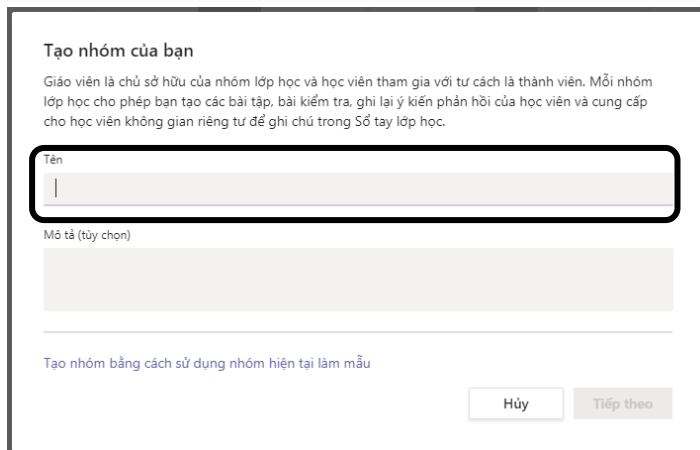 Tạo nhóm của bạn
Giáo viên là chủ sở hữu của nhóm lớp học và học viên tham gia với tư cách là thành viên. Mỗi nhóm
lớp học cho phép bạn tạo các bài tập, bài kiểm tra, ghi lại ý kiến phản hồi của học viên và cung cấp
cho học viên không gian riêng tư để ghi chú trong Sổ tay lớp học.
Tên
Mô tả (tùy chọn)
Tạo nhóm bằng cách sử dụng nhóm hiện tại làm mẫu
Hủy
Tiếp theo